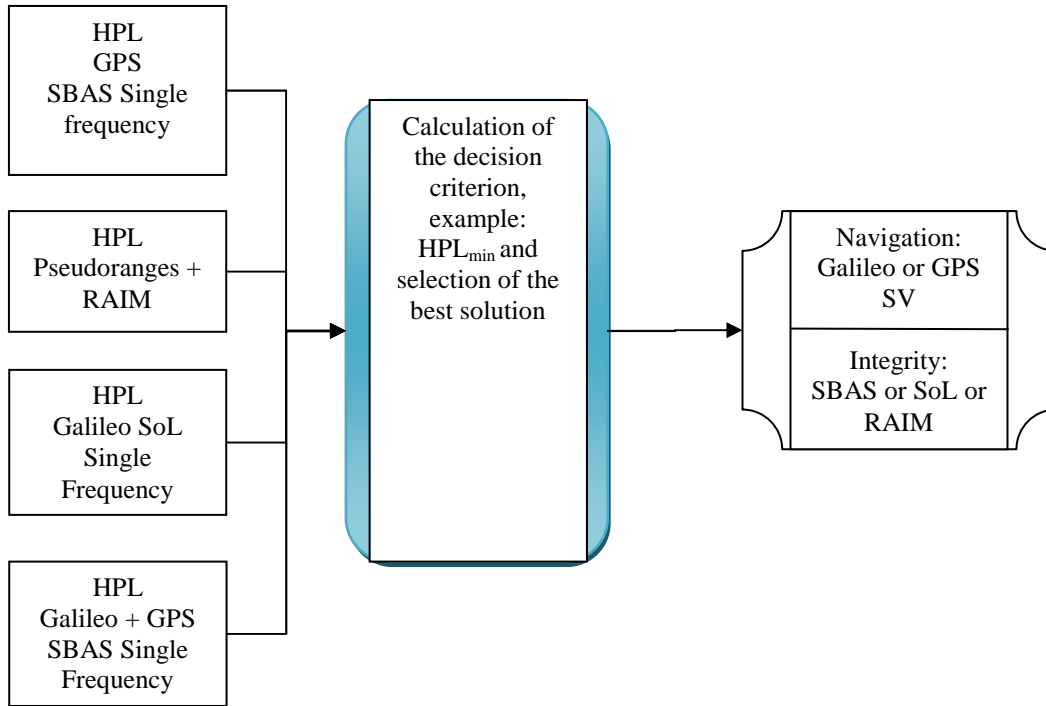 HPL
GPS
SBAS Single
frequency
HPL
Pseudoranges +
RAIM
HPL
Galileo SoL
Single
Frequency
HPL
Galileo + GPS
SBAS Single
Frequency
Calculation of
the decision
criterion,
example:
HPLmin and
selection of the
best solution
Navigation:
Galileo or GPS
SV
Integrity:
SBAS or SoL or
RAIM